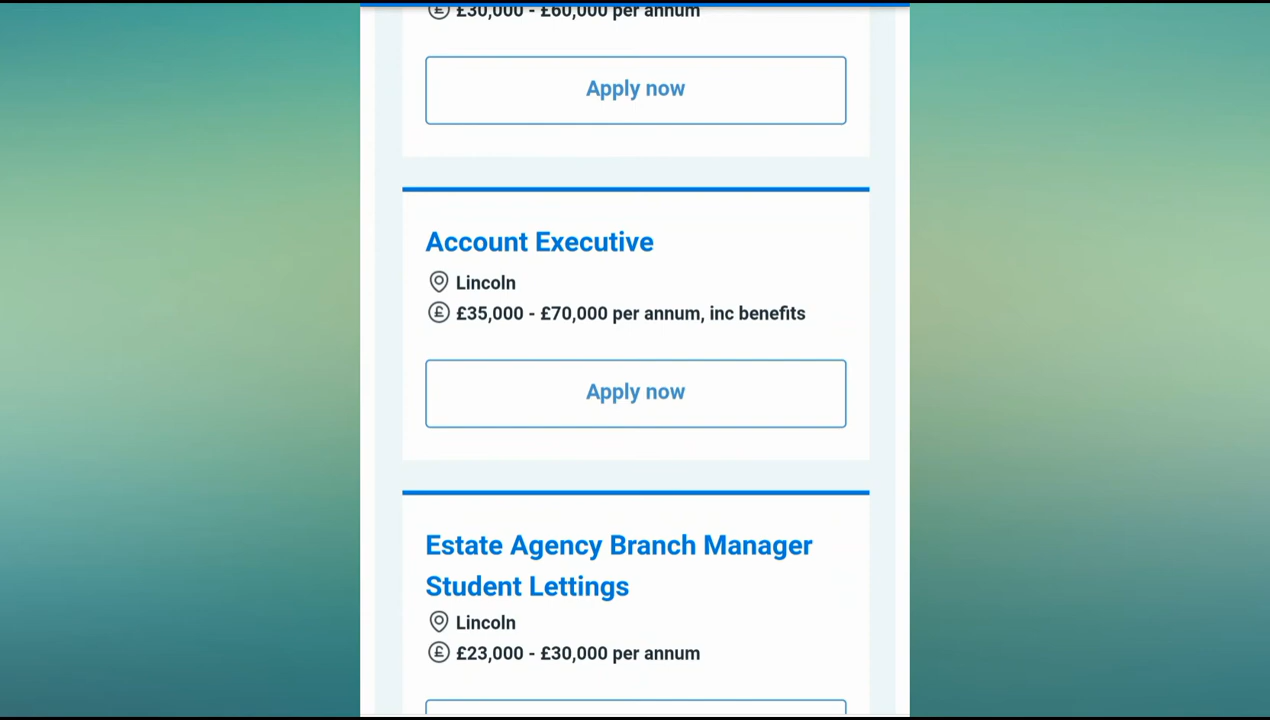 £30,000 - £60,000 per annum
Apply now
Account Executive
Lincoln
£35,000 - £70,000 per annum, inc benefits
Apply now
Estate Agency Branch Manager
Student Lettings
Lincoln
£23,000 - £30,000 per annum